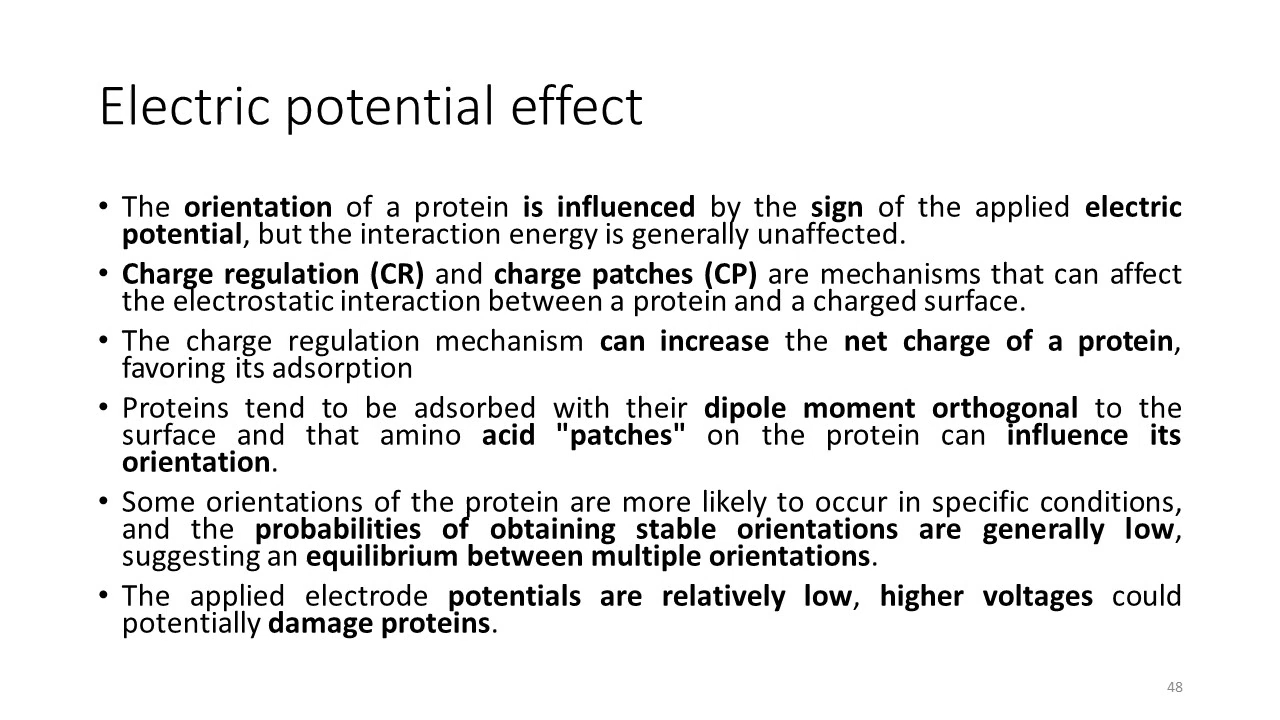 Electric potential effect
• The orientation of a protein is influenced by the sign of the applied electric
potential, but the interaction energy is generally unaffected.
• Charge regulation (CR) and charge patches (CP) are mechanisms that can affect
the electrostatic interaction between a protein and a charged surface.
• The charge regulation mechanism can increase the net charge of a protein,
favoring its adsorption
• Proteins tend to be adsorbed with their dipole moment orthogonal to the
surface and that amino acid "patches" on the protein can influence its
orientation.
• Some orientations of the protein are more likely to occur in specific conditions,
and the probabilities of obtaining stable orientations are generally low,
suggesting an equilibrium between multiple orientations.
• The applied electrode potentials are relatively low, higher voltages could
potentially damage proteins.
48